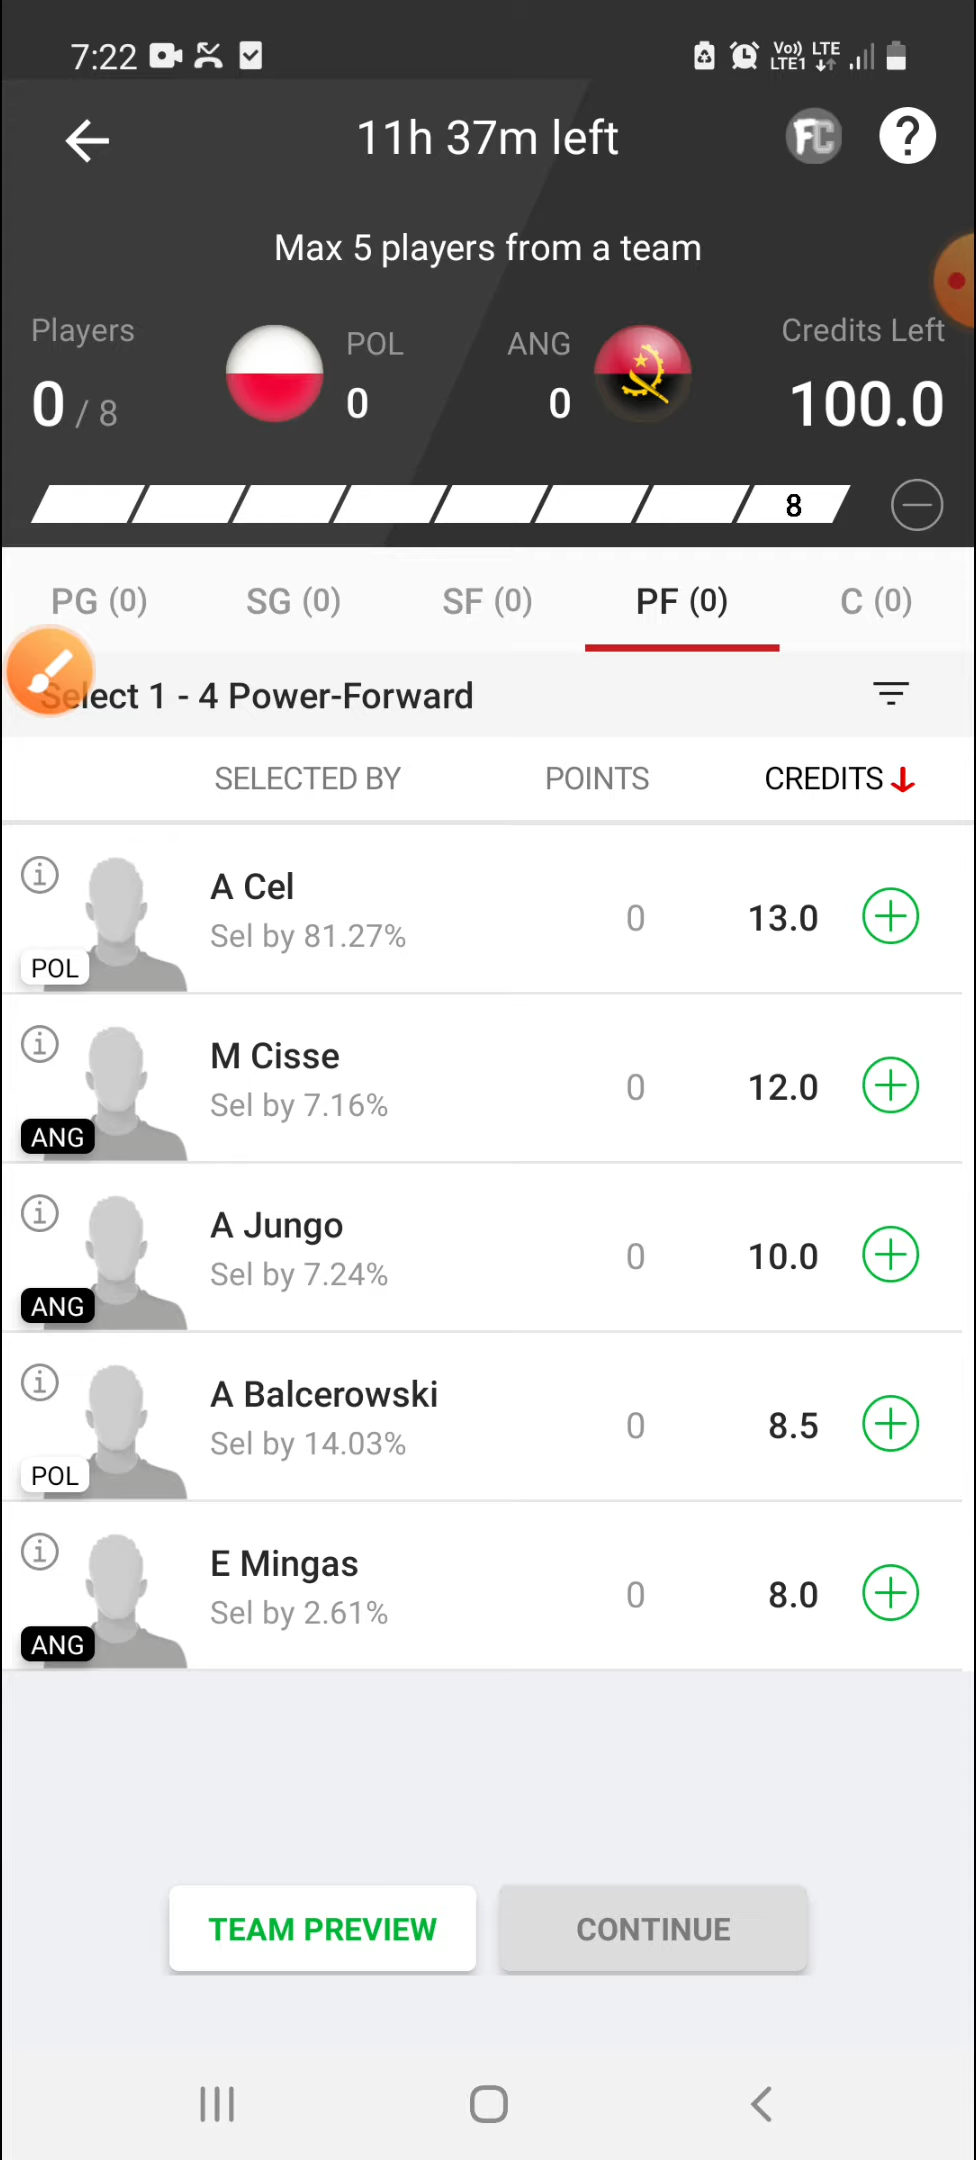 7:22 Vo)) LTE LTE1
11h 37m left FC ?
Max 5 players from a team
Players POL ANG Credits Left
0 / 8 0 0 100.0
8
PG (0) SG (0) SF (0) PF (0) C (0)
Select 1 - 4 Power-Forward
SELECTED BY POINTS CREDITS
A Cel
Sel by 81.27% 0 13.0
POL
M Cisse
Sel by 7.16% 0 12.0
ANG
A Jungo
Sel by 7.24% 0 10.0
ANG
A Balcerowski
Sel by 14.03% 0 8.5
POL
E Mingas
Sel by 2.61% 0 8.0
ANG
TEAM PREVIEW CONTINUE